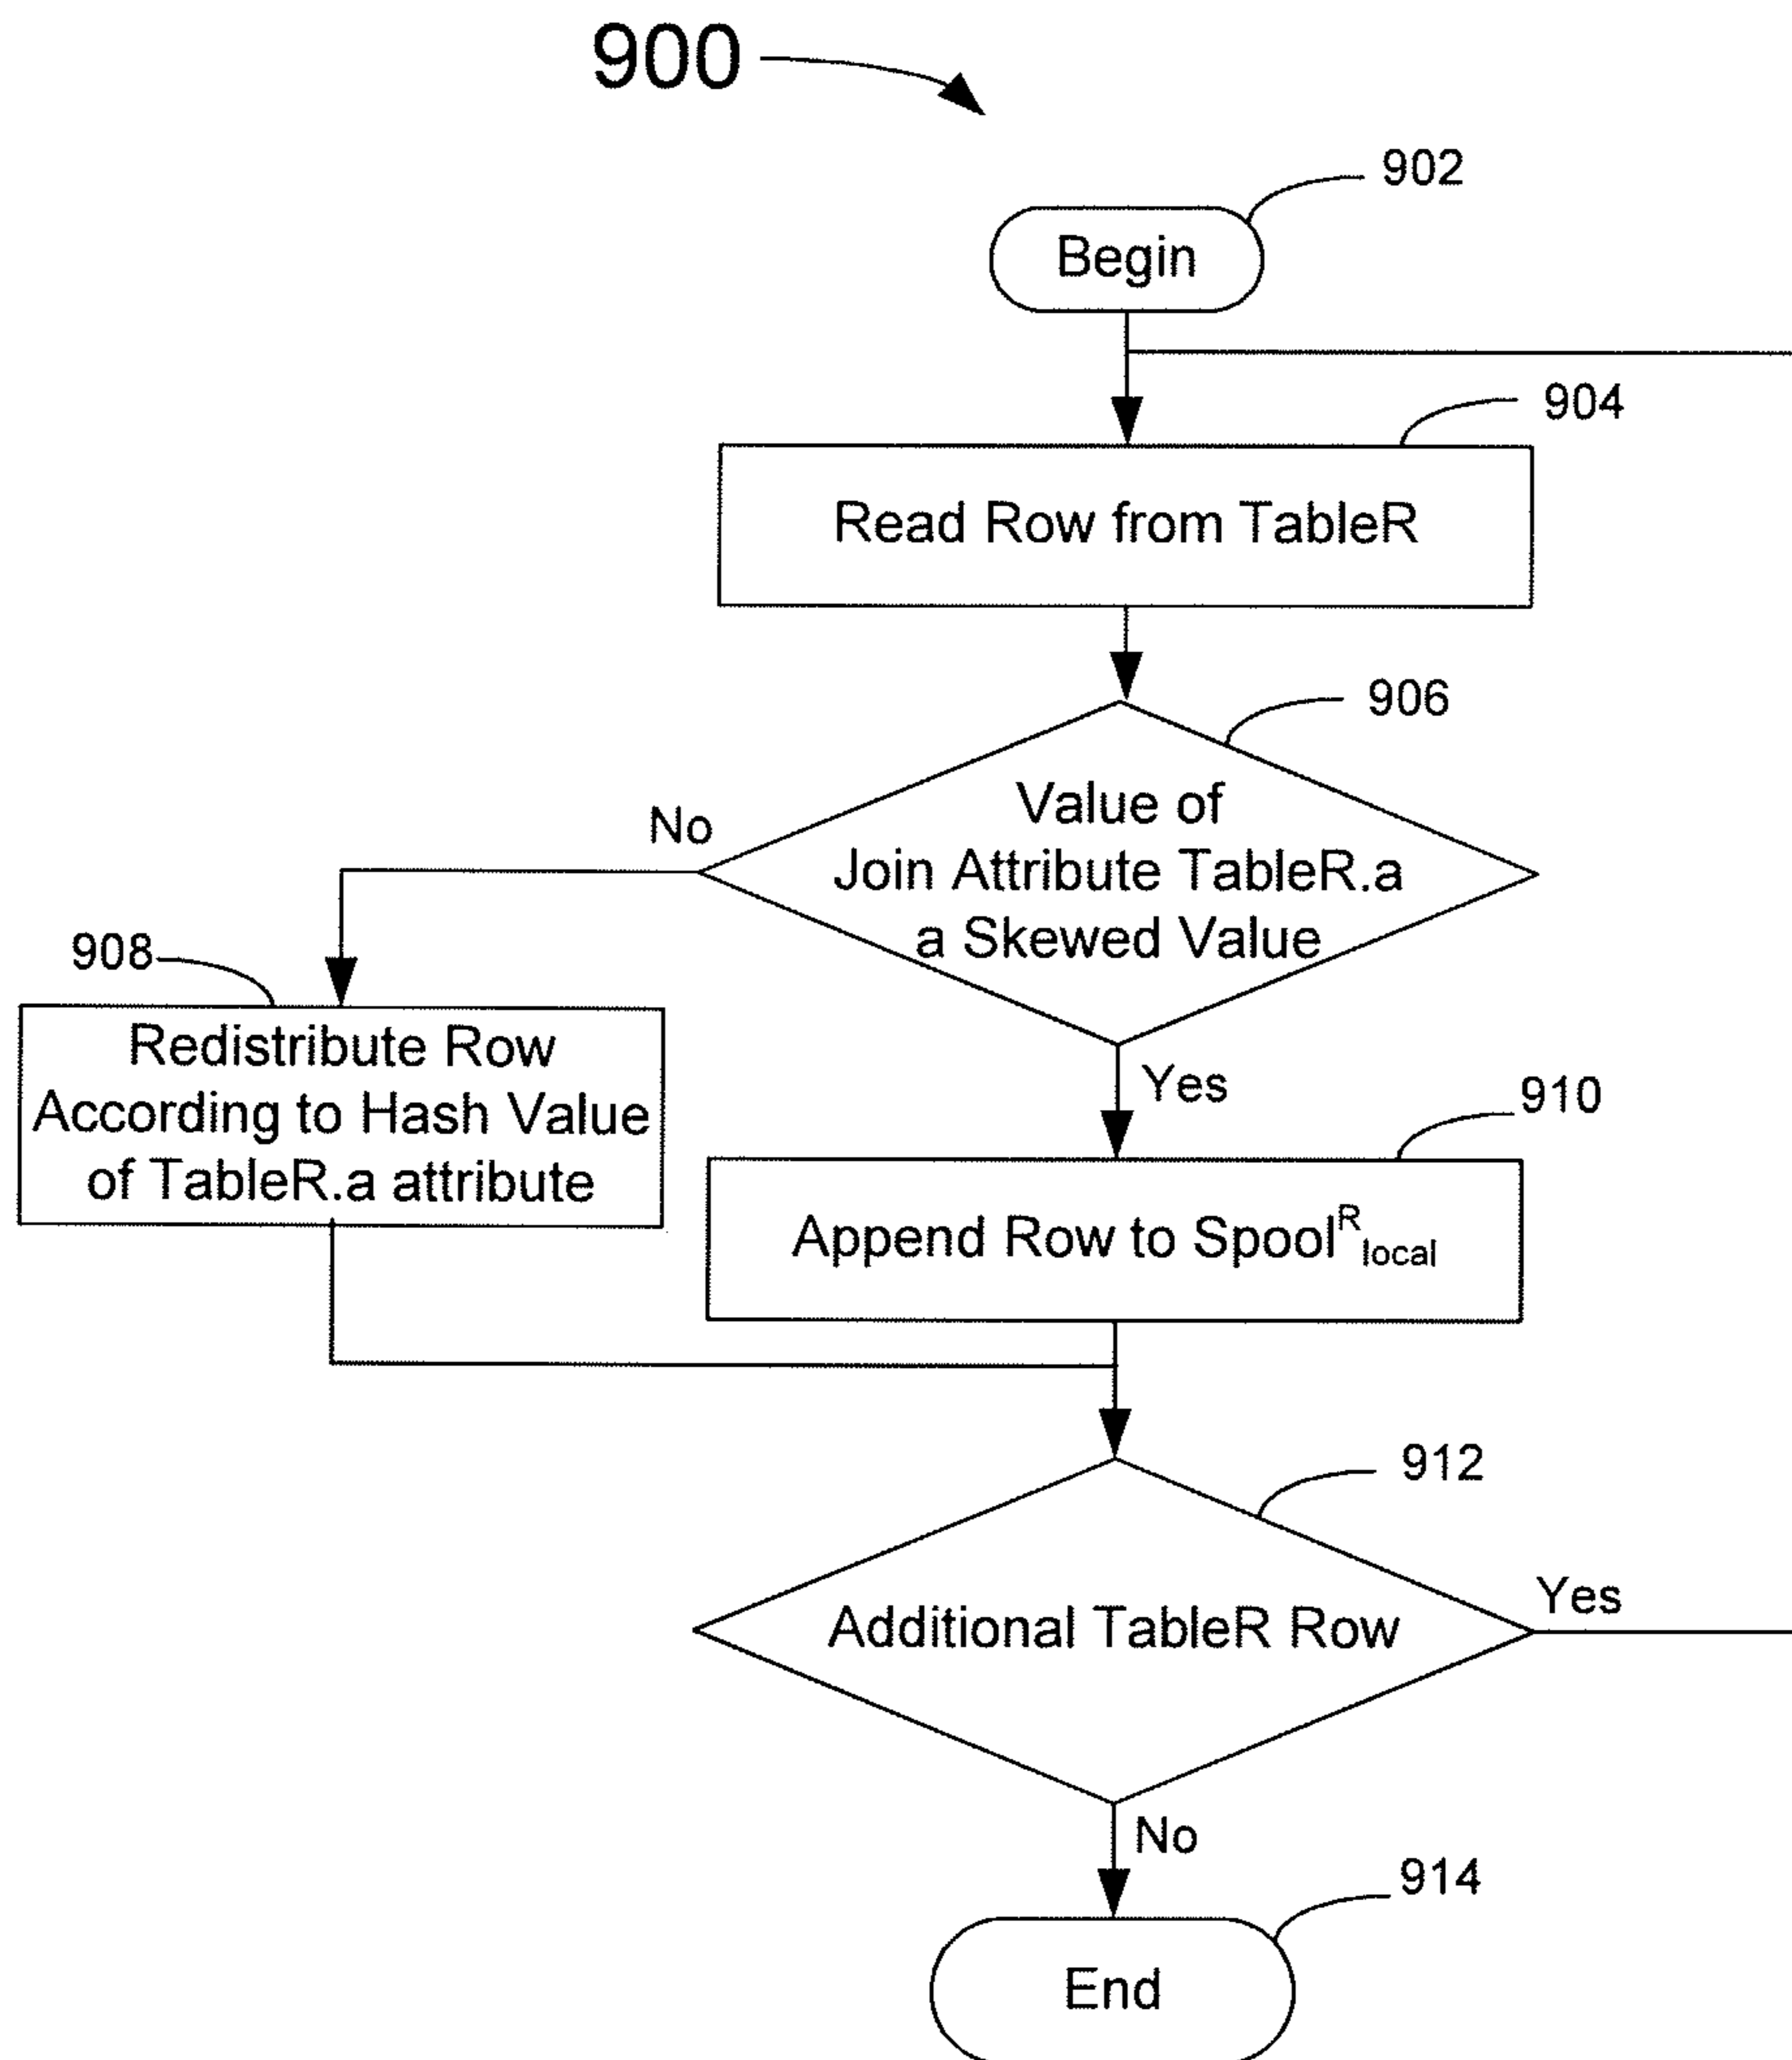 900
902
Begin
904
Read Row from TableR
906
Value of
Join Attribute TableR.a
a Skewed Value
No
908
Redistribute Row
According to Hash Value
of TableR.a attribute
Yes
910
Append Row to Spool^R_local
912
Additional TableR Row
Yes
No
914
End